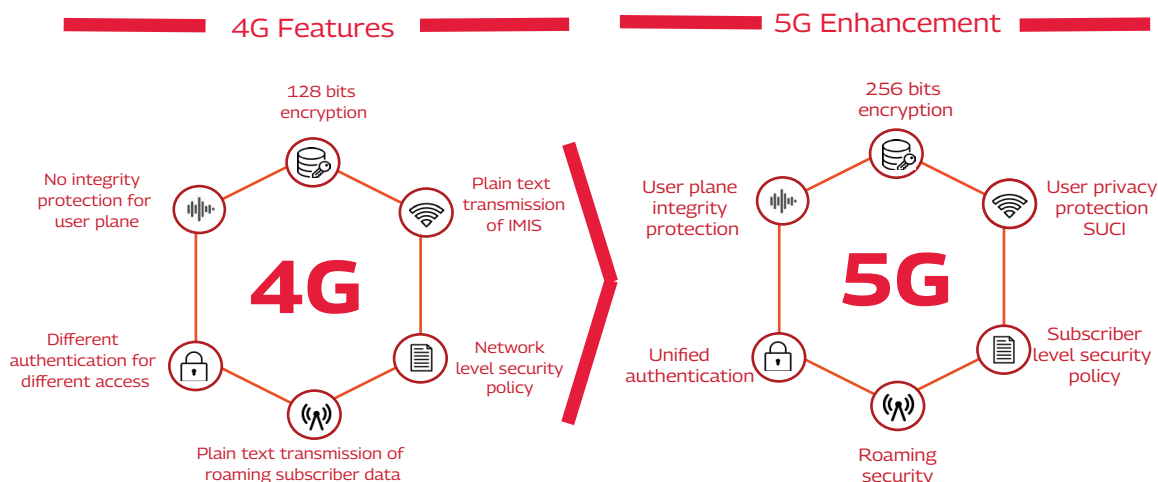 4G Features
128 bits
encryption
No integrity
protection for
user plane
Plain text
transmission
of IMIS
4G
Different
authentication for
different access
Network
level security
policy
Plain text transmission of
roaming subscriber data
5G Enhancement
256 bits
encryption
User plane
integrity
protection
User privacy
protection
SUCI
5G
Unified
authentication
Subscriber
level security
policy
Roaming
security